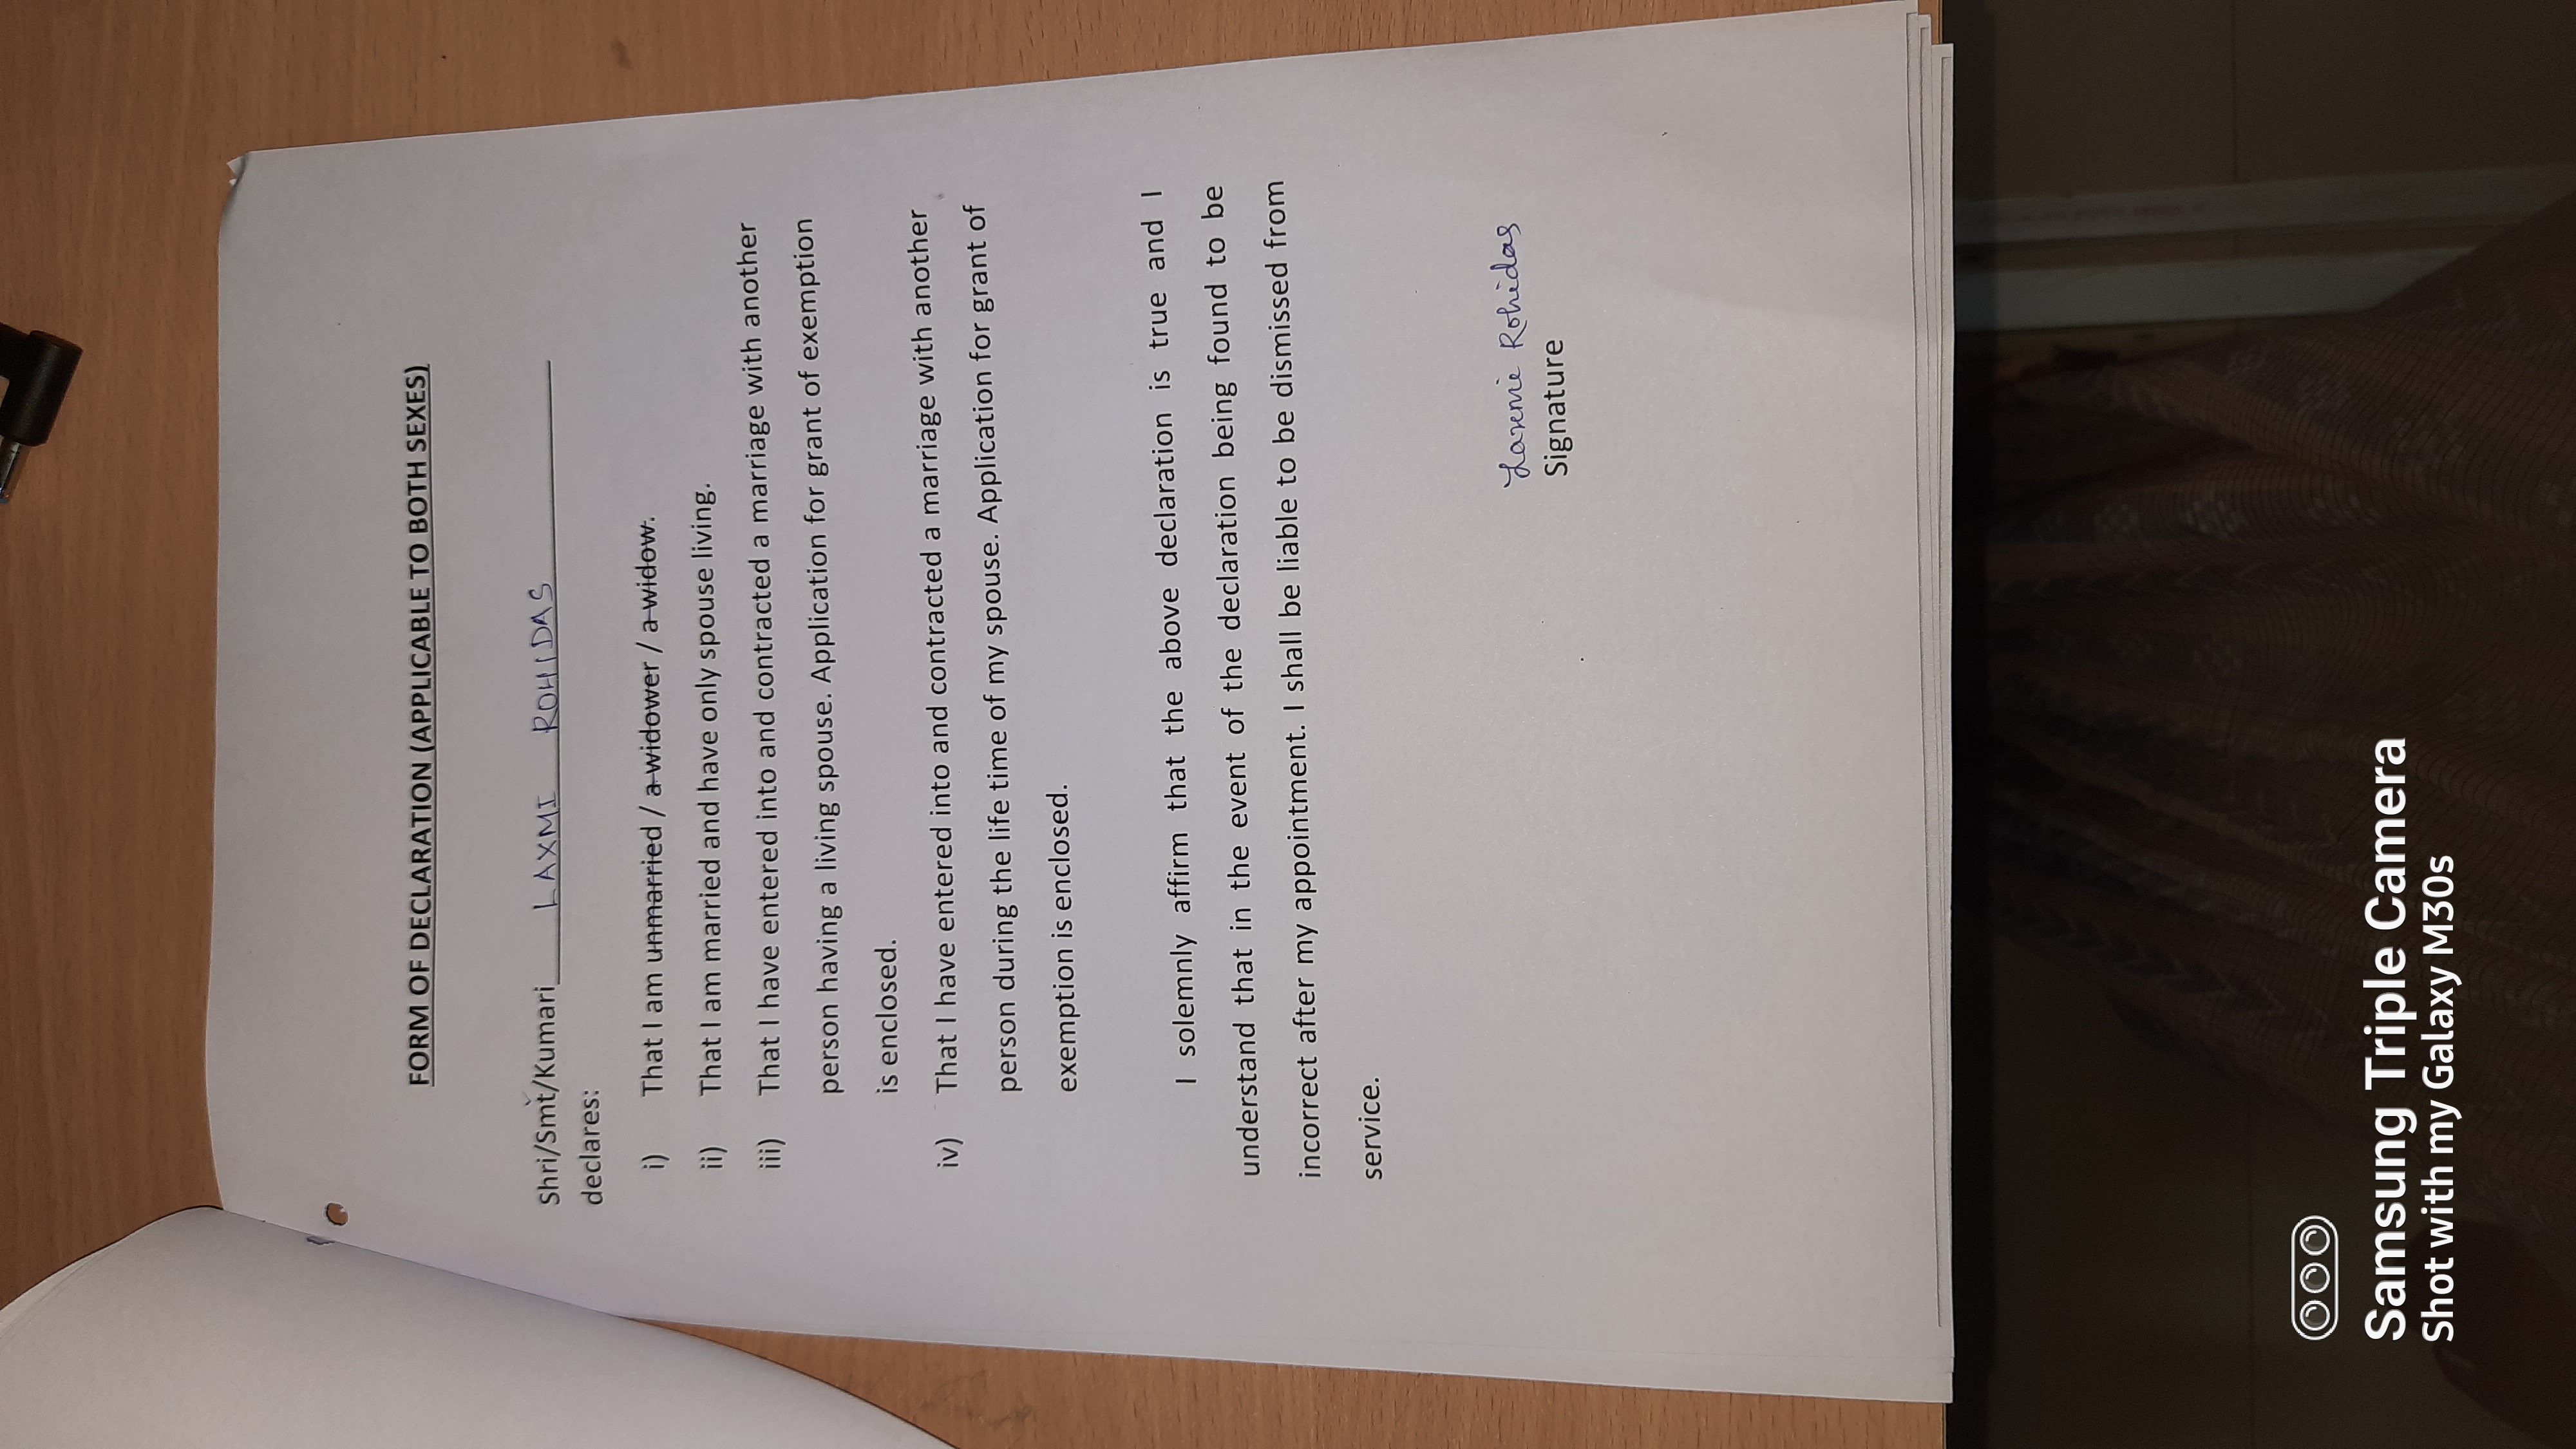 FORM OF DECLARATION (APPLICABLE TO BOTH SEXES)
Shri/Smt/Kumari LAXMI ROHIDAS
declares:
i) That I am unmarried / a widower / a widow.
ii) That I am married and have only spouse living.
iii) That I have entered into and contracted a marriage with another
person having a living spouse. Application for grant of exemption
is enclosed.
iv) That I have entered into and contracted a marriage with another
person during the life time of my spouse. Application for grant of
exemption is enclosed.
I solemnly affirm that the above declaration is true and I
understand that in the event of the declaration being found to be
incorrect after my appointment. I shall be liable to be dismissed from
service.
Laxmi Rohidas
Signature
Samsung Triple Camera
Shot with my Galaxy M30s